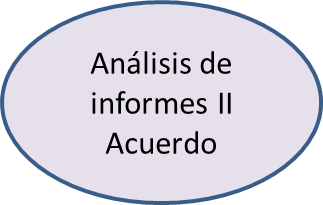 Análisis de
informes II
Acuerdo